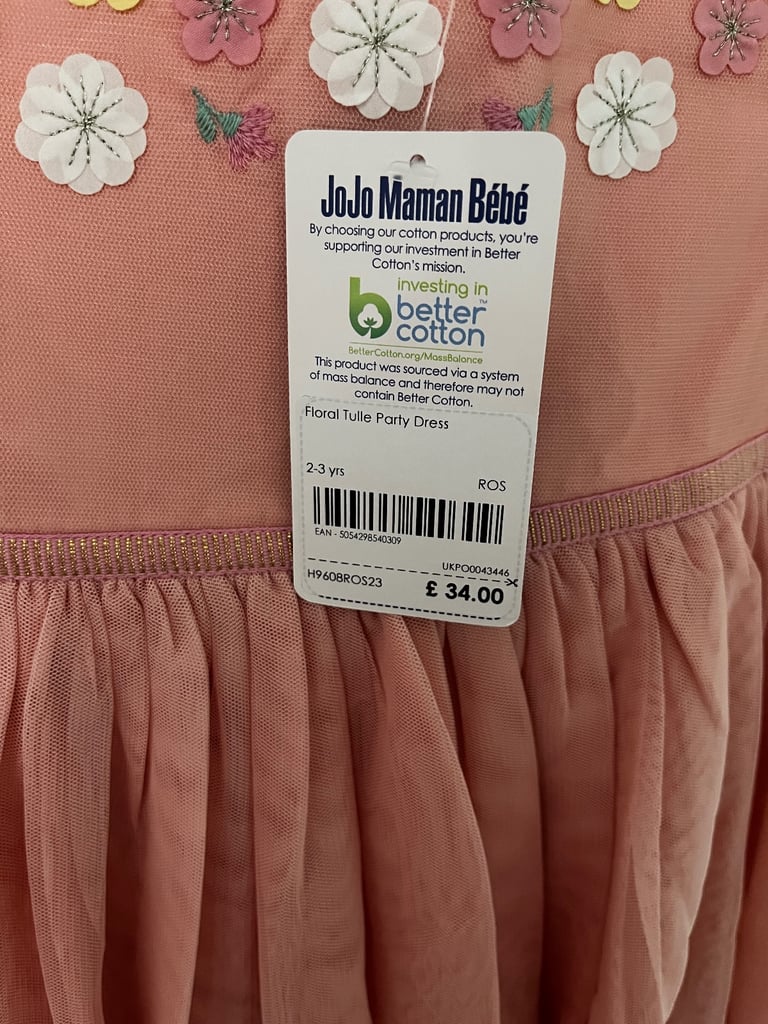 JoJo Maman Bébé
By choosing our cotton products, you're
supporting our investment in Better
Cotton's mission.
investing in
better
cotton™
BetterCotton.org/MassBalance
This product was sourced via a system
of mass balance and therefore may not
contain Better Cotton.
Floral Tulle Party Dress
2-3 yrs
ROS
EAN - 5054298540309
UKPO0043446
H9608ROS23
£ 34.00